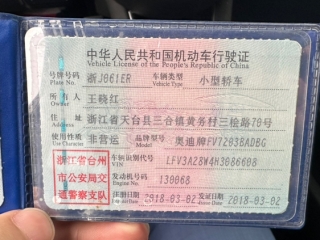 中华人民共和国机动车行驶证
Vehicle License of the People's Republic of China
号牌号码 浙J061ER 车辆类型 小型轿车
Plate No. Vehicle Type
所有人 王晓红
Owner
住址 浙江省天台县三合镇黄务村三桧路70号
Address
使用性质 非营运 品牌型号 奥迪牌FV7203BADBG
Use Character Model
浙江省台州 车辆识别代号 LFV3A28W4H3086608
VIN
市公安局交 发动机号码 130068
Engine No.
通警察支队 注册日期 2018-03-02 发证日期 2018-03-02